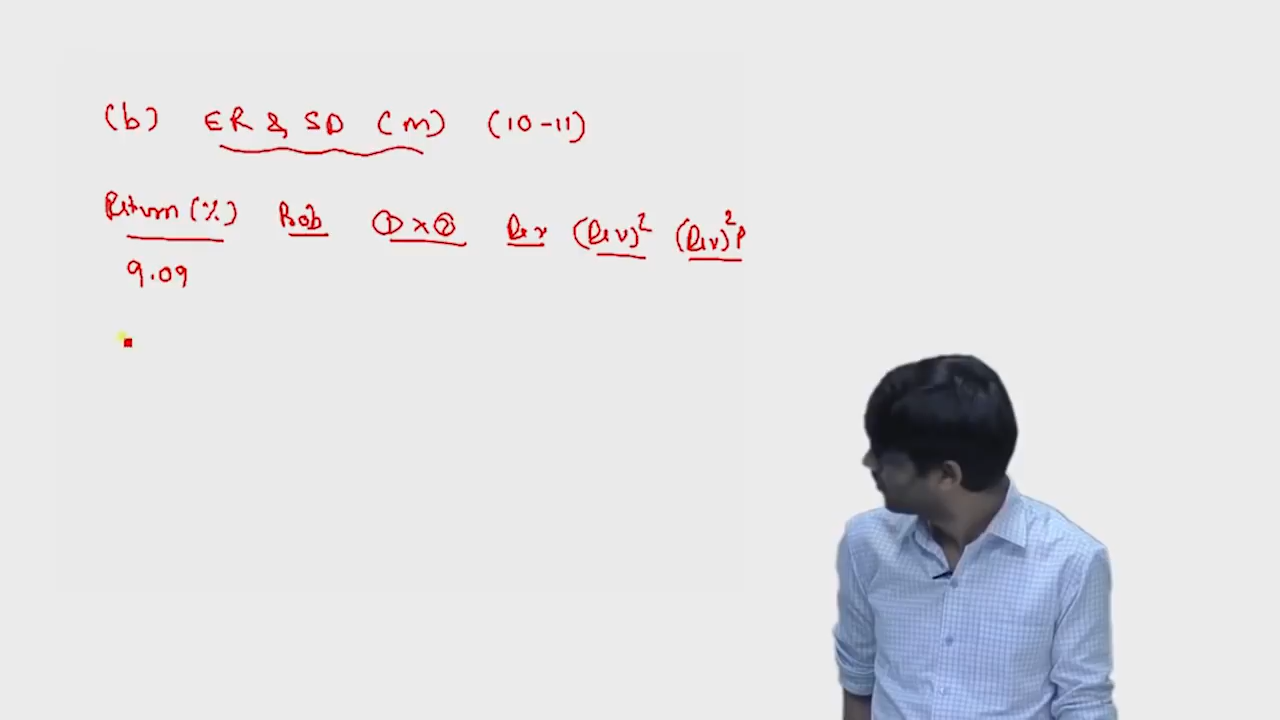 (b) ER & SD (M) (10-11)
Return (%) Prob ① x ② Dev (Dev)² (Dev)²P
9.09